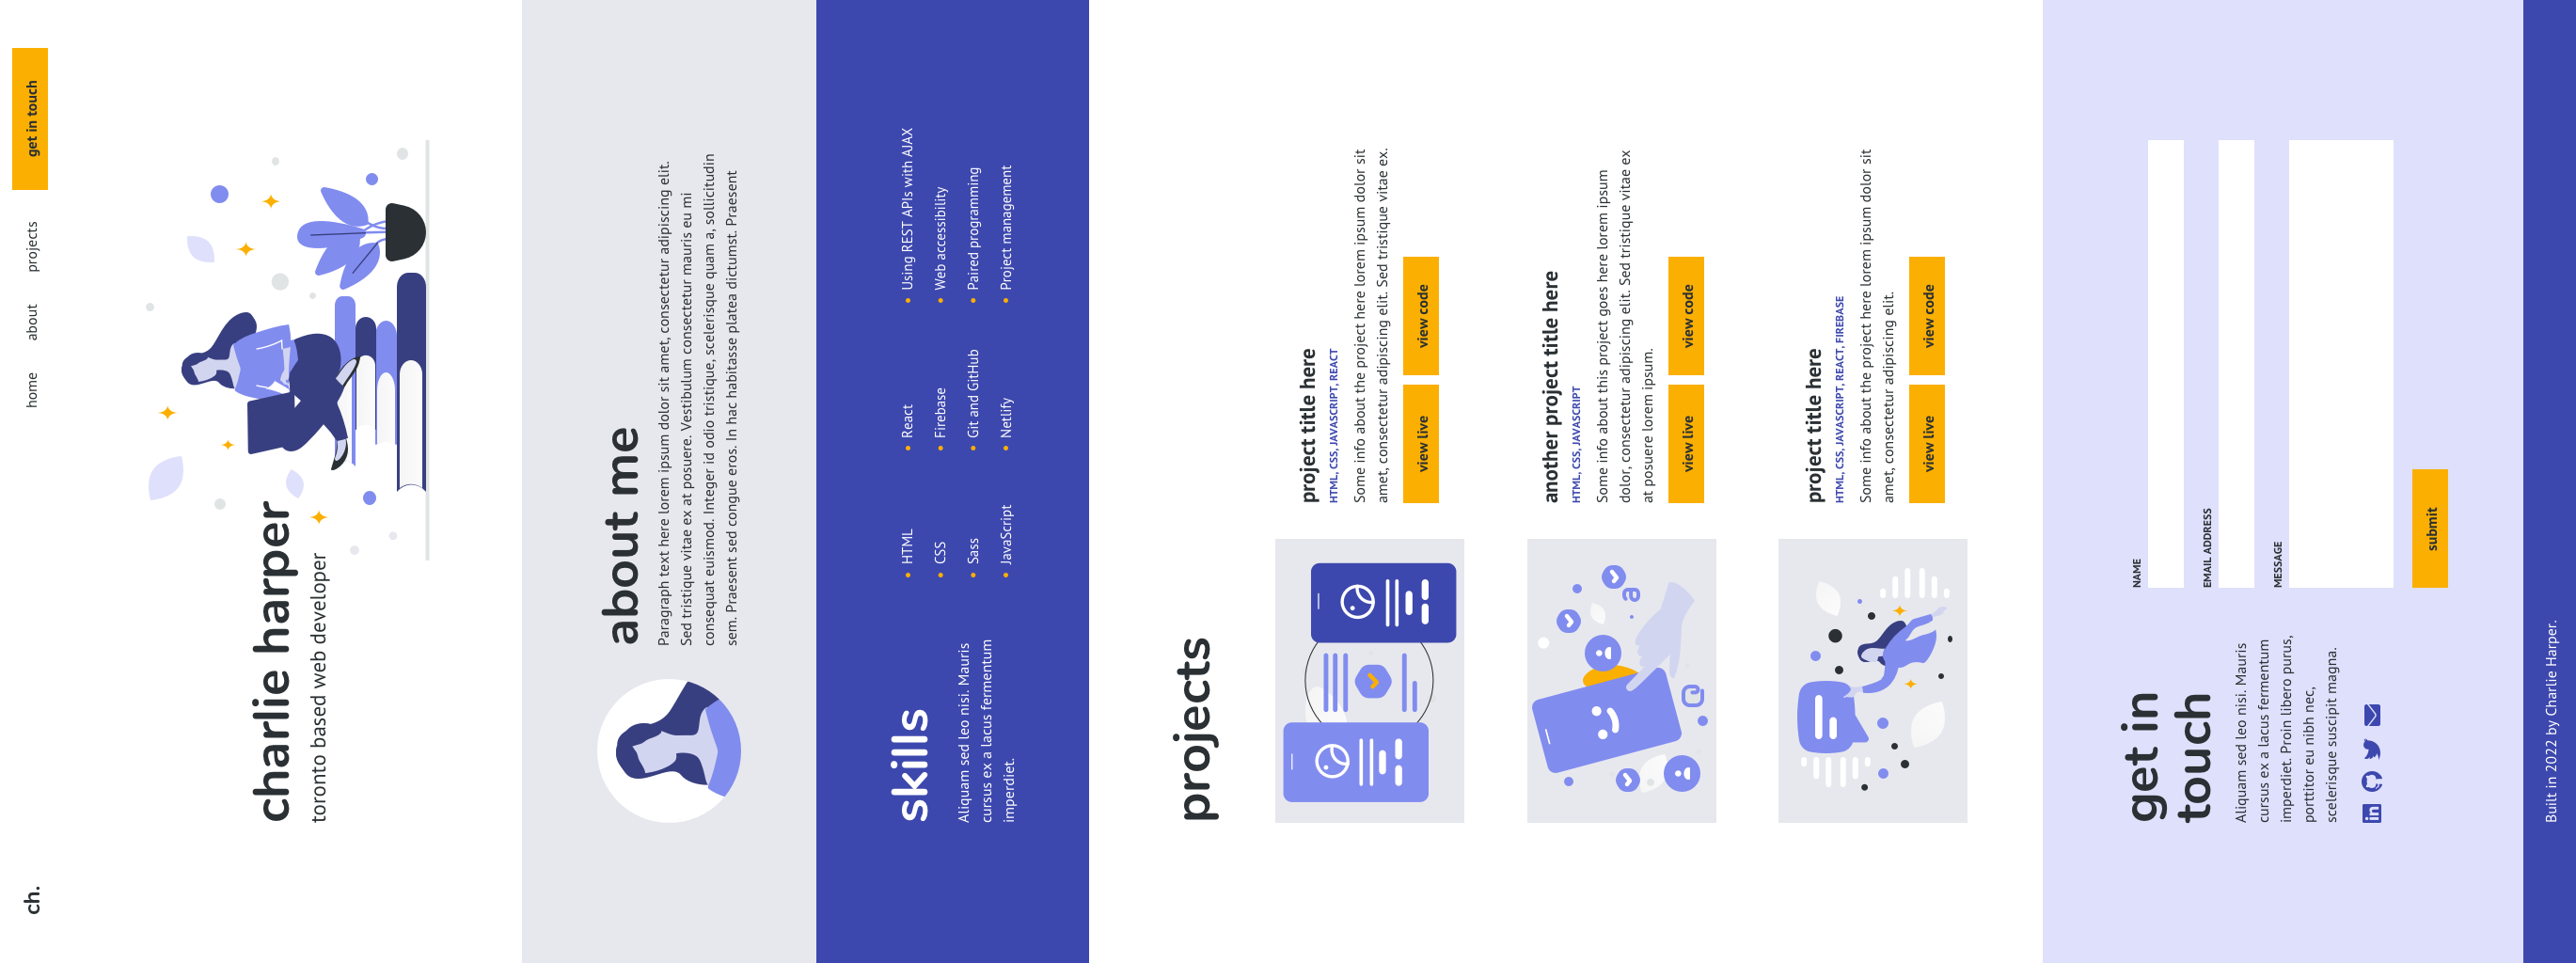 ch.
home
about
projects
get in touch
charlie harper
toronto based web developer
about me
Paragraph text here lorem ipsum dolor sit amet, consectetur adipiscing elit.
Sed tristique vitae ex at posuere. Vestibulum consectetur mauris eu mi
consequat euismod. Integer id odio tristique, scelerisque quam a, sollicitudin
sem. Praesent sed congue eros. In hac habitasse platea dictumst. Praesent
skills
Aliquam sed leo nisi. Mauris
cursus ex a lacus fermentum
imperdiet.
• HTML
• CSS
• Sass
• JavaScript
• React
• Firebase
• Git and GitHub
• Netlify
• Using REST APIs with AJAX
• Web accessibility
• Paired programming
• Project management
projects
project title here
HTML, CSS, JAVASCRIPT, REACT
Some info about the project here lorem ipsum dolor sit
amet, consectetur adipiscing elit. Sed tristique vitae ex.
view live
view code
another project title here
HTML, CSS, JAVASCRIPT
Some info about this project goes here lorem ipsum
dolor, consectetur adipiscing elit. Sed tristique vitae ex
at posuere lorem ipsum.
view live
view code
project title here
HTML, CSS, JAVASCRIPT, REACT, FIREBASE
Some info about the project here lorem ipsum dolor sit
amet, consectetur adipiscing elit.
view live
view code
get in
touch
Aliquam sed leo nisi. Mauris
cursus ex a lacus fermentum
imperdiet. Proin libero purus,
porttitor eu nibh nec,
scelerisque suscipit magna.
in
NAME
EMAIL ADDRESS
MESSAGE
submit
Built in 2022 by Charlie Harper.